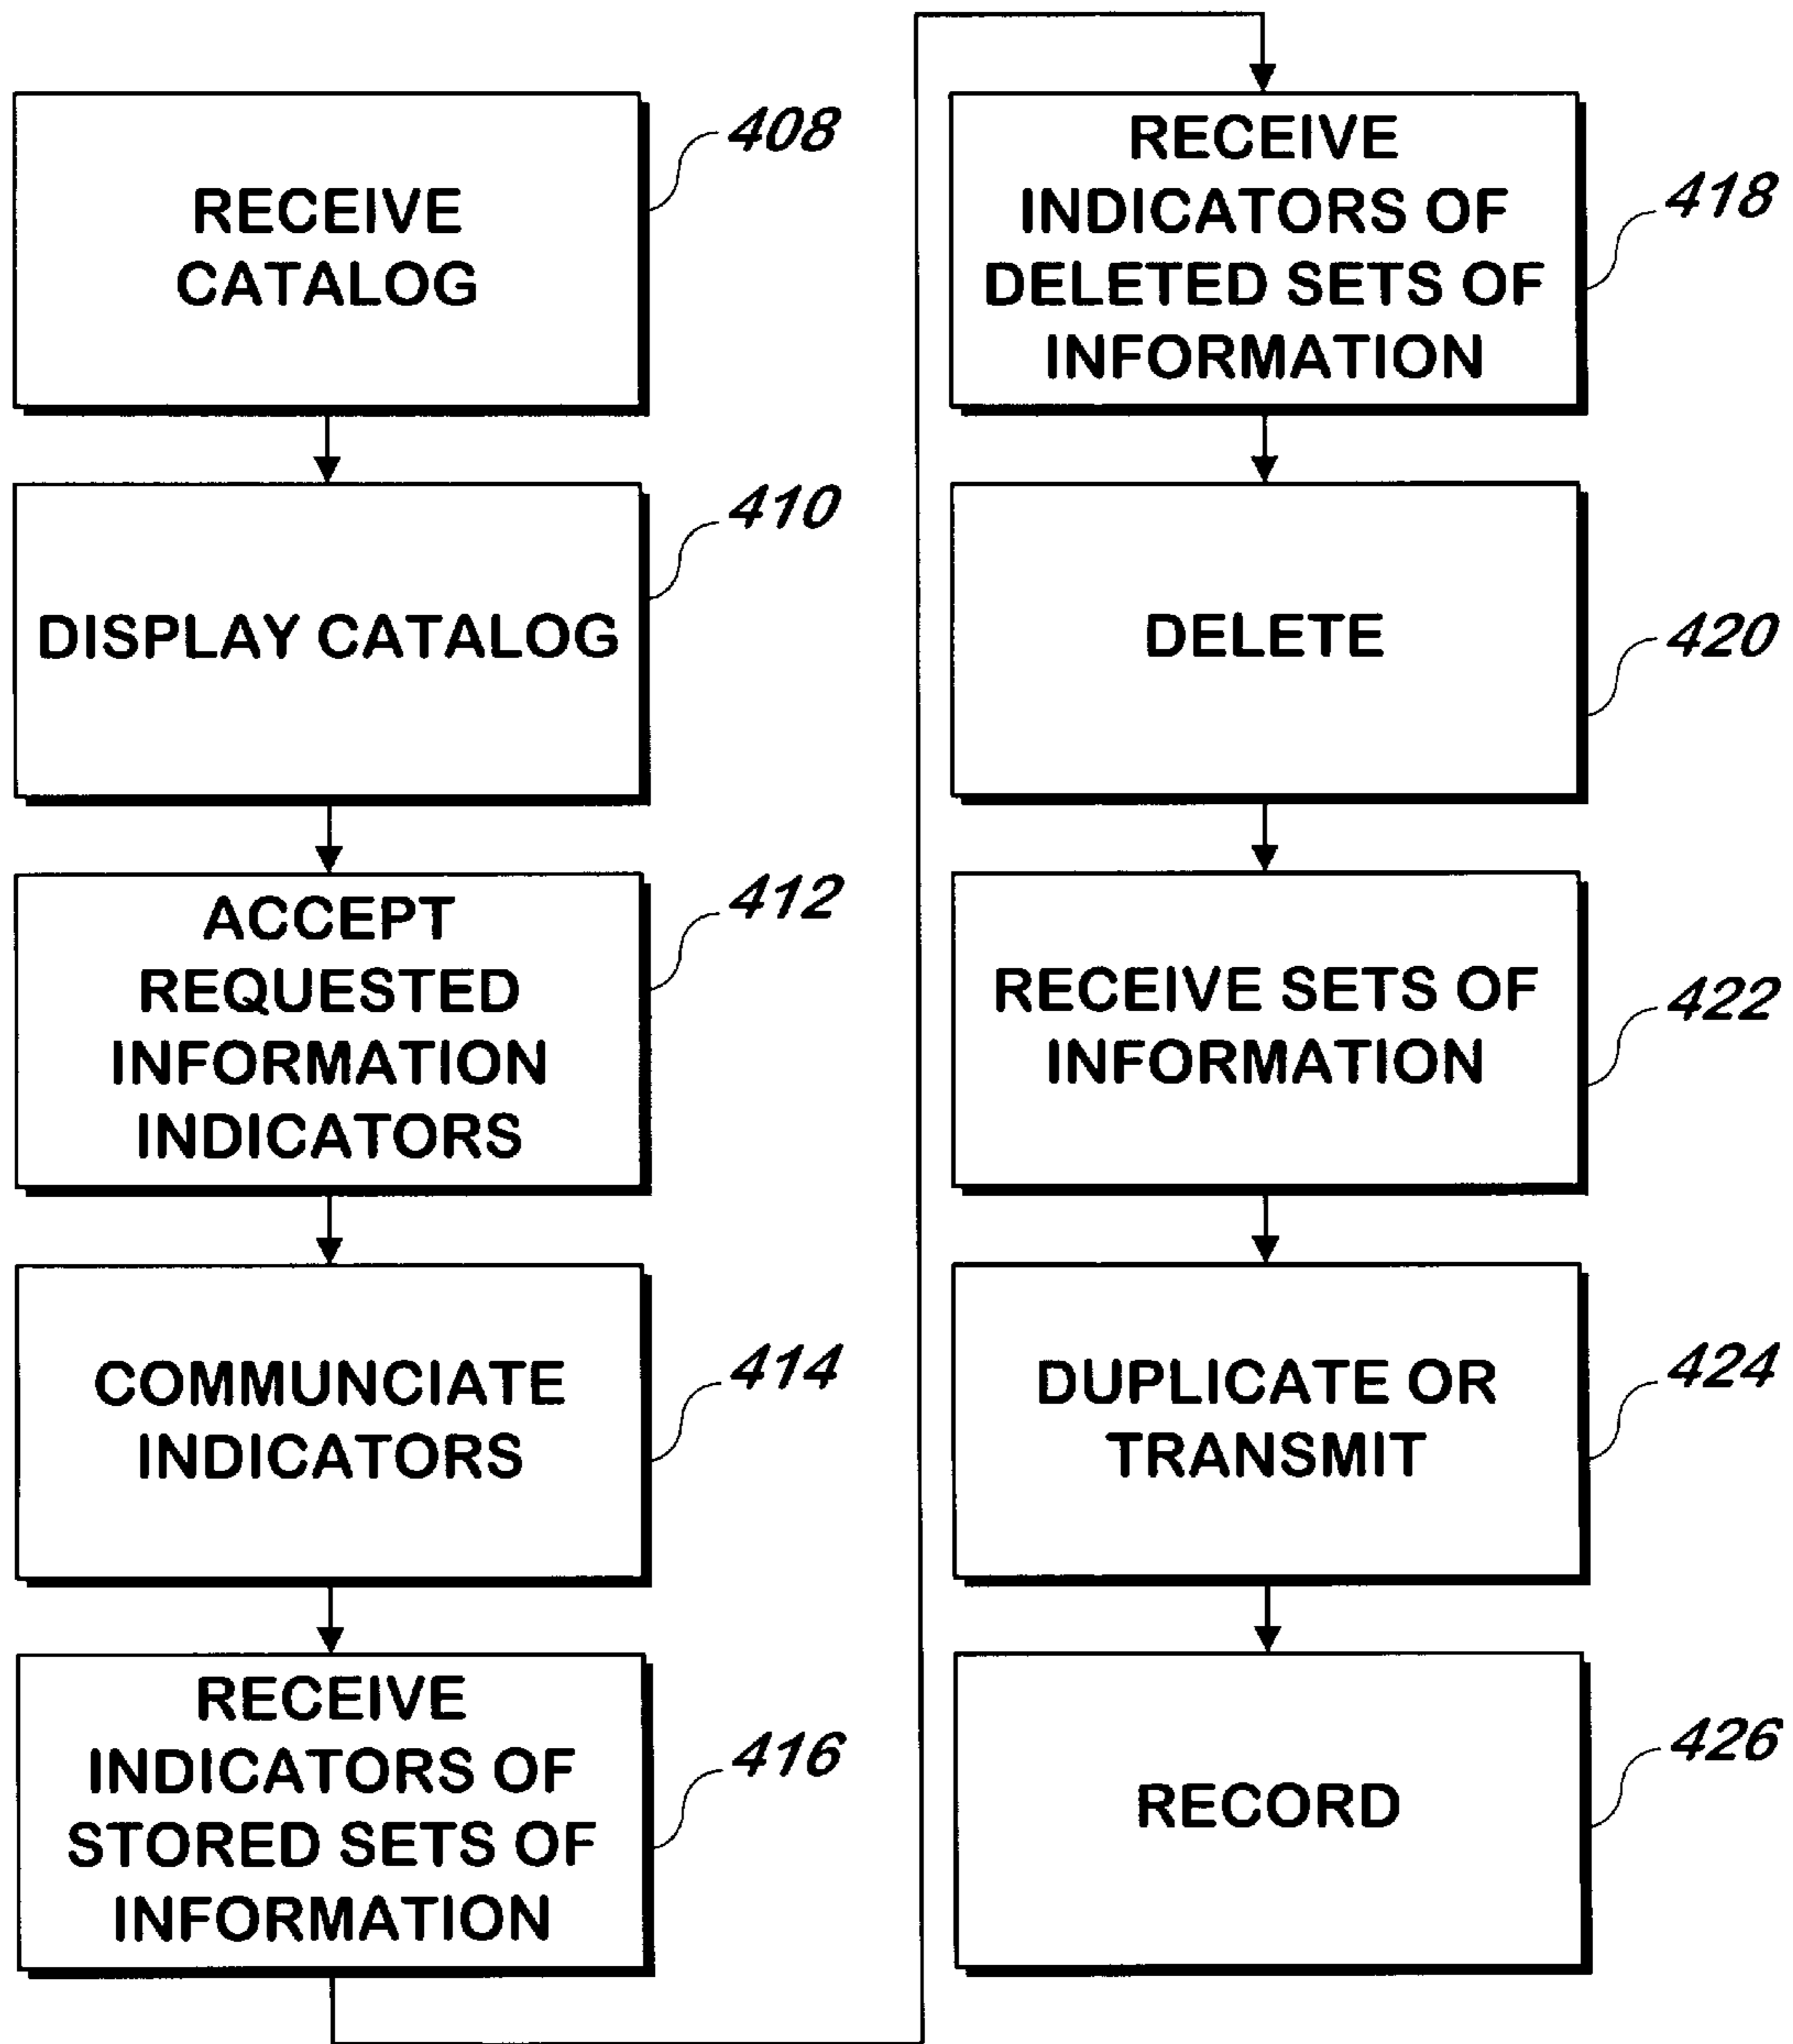 RECEIVE
CATALOG
408
DISPLAY CATALOG
410
ACCEPT
REQUESTED
INFORMATION
INDICATORS
412
COMMUNCIATE
INDICATORS
414
RECEIVE
INDICATORS OF
STORED SETS OF
INFORMATION
416
RECEIVE
INDICATORS OF
DELETED SETS OF
INFORMATION
418
DELETE
420
RECEIVE SETS OF
INFORMATION
422
DUPLICATE OR
TRANSMIT
424
RECORD
426